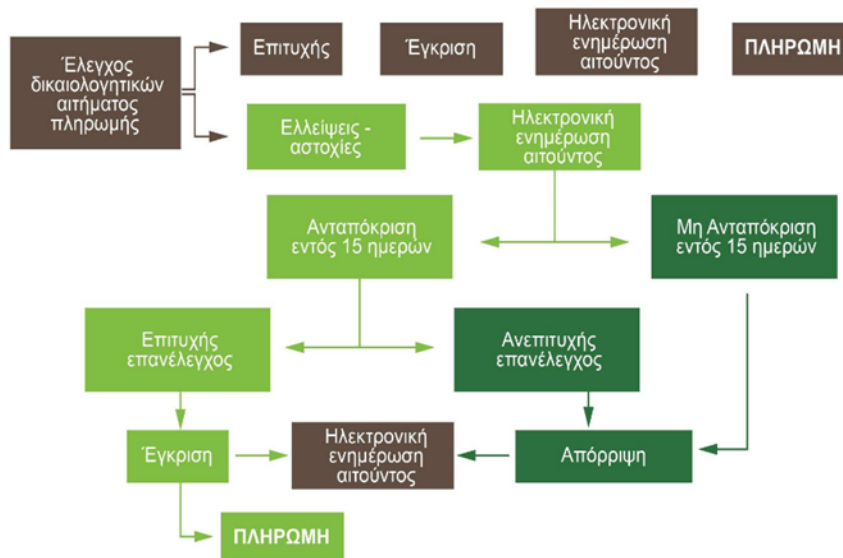 Έλεγχος
δικαιολογητικών
αιτήματος
πληρωμής
Επιτυχής
Έγκριση
Ηλεκτρονική
ενημέρωση
αιτούντος
ΠΛΗΡΩΜΗ
Ελλείψεις -
αστοχίες
Ηλεκτρονική
ενημέρωση
αιτούντος
Ανταπόκριση
εντός 15 ημερών
Μη Ανταπόκριση
εντός 15 ημερών
Επιτυχής
επανέλεγχος
Ανεπιτυχής
επανέλεγχος
Έγκριση
Ηλεκτρονική
ενημέρωση
αιτούντος
Απόρριψη
ΠΛΗΡΩΜΗ